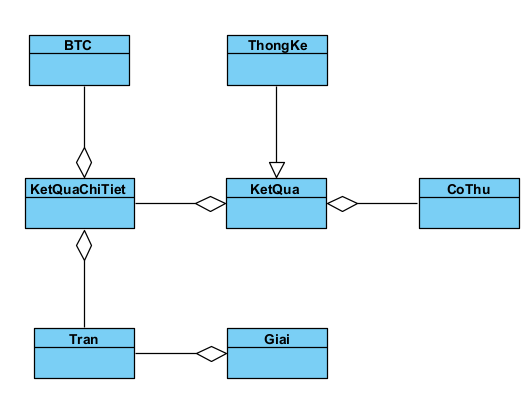 BTC
ThongKe
KetQuaChiTiet
KetQua
CoThu
Tran
Giai